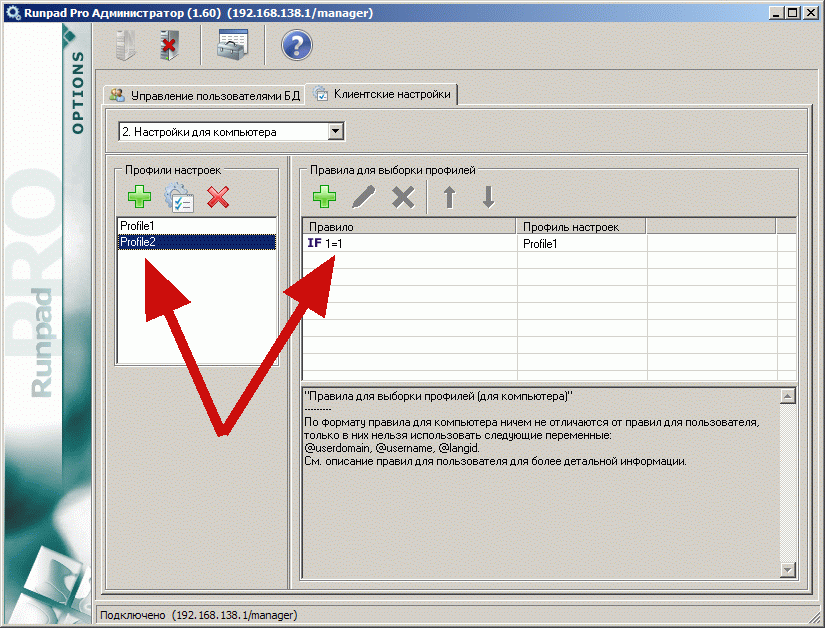 Runpad Pro Администратор (1.60) (192.168.138.1/manager)
OPTIONS
PRO
Runpad
Управление пользователями БД
Клиентские настройки
2. Настройки для компьютера
Профили настроек
Profile1
Profile2
Правила для выборки профилей
Правило
Профиль настроек
IF 1=1
Profile1
"Правила для выборки профилей (для компьютера)"
---------
По формату правила для компьютера ничем не отличаются от правил для пользователя,
только в них нельзя использовать следующие переменные:
@userdomain, @username, @langid.
См. описание правил для пользователя для более детальной информации.
Подключено (192.168.138.1/manager)